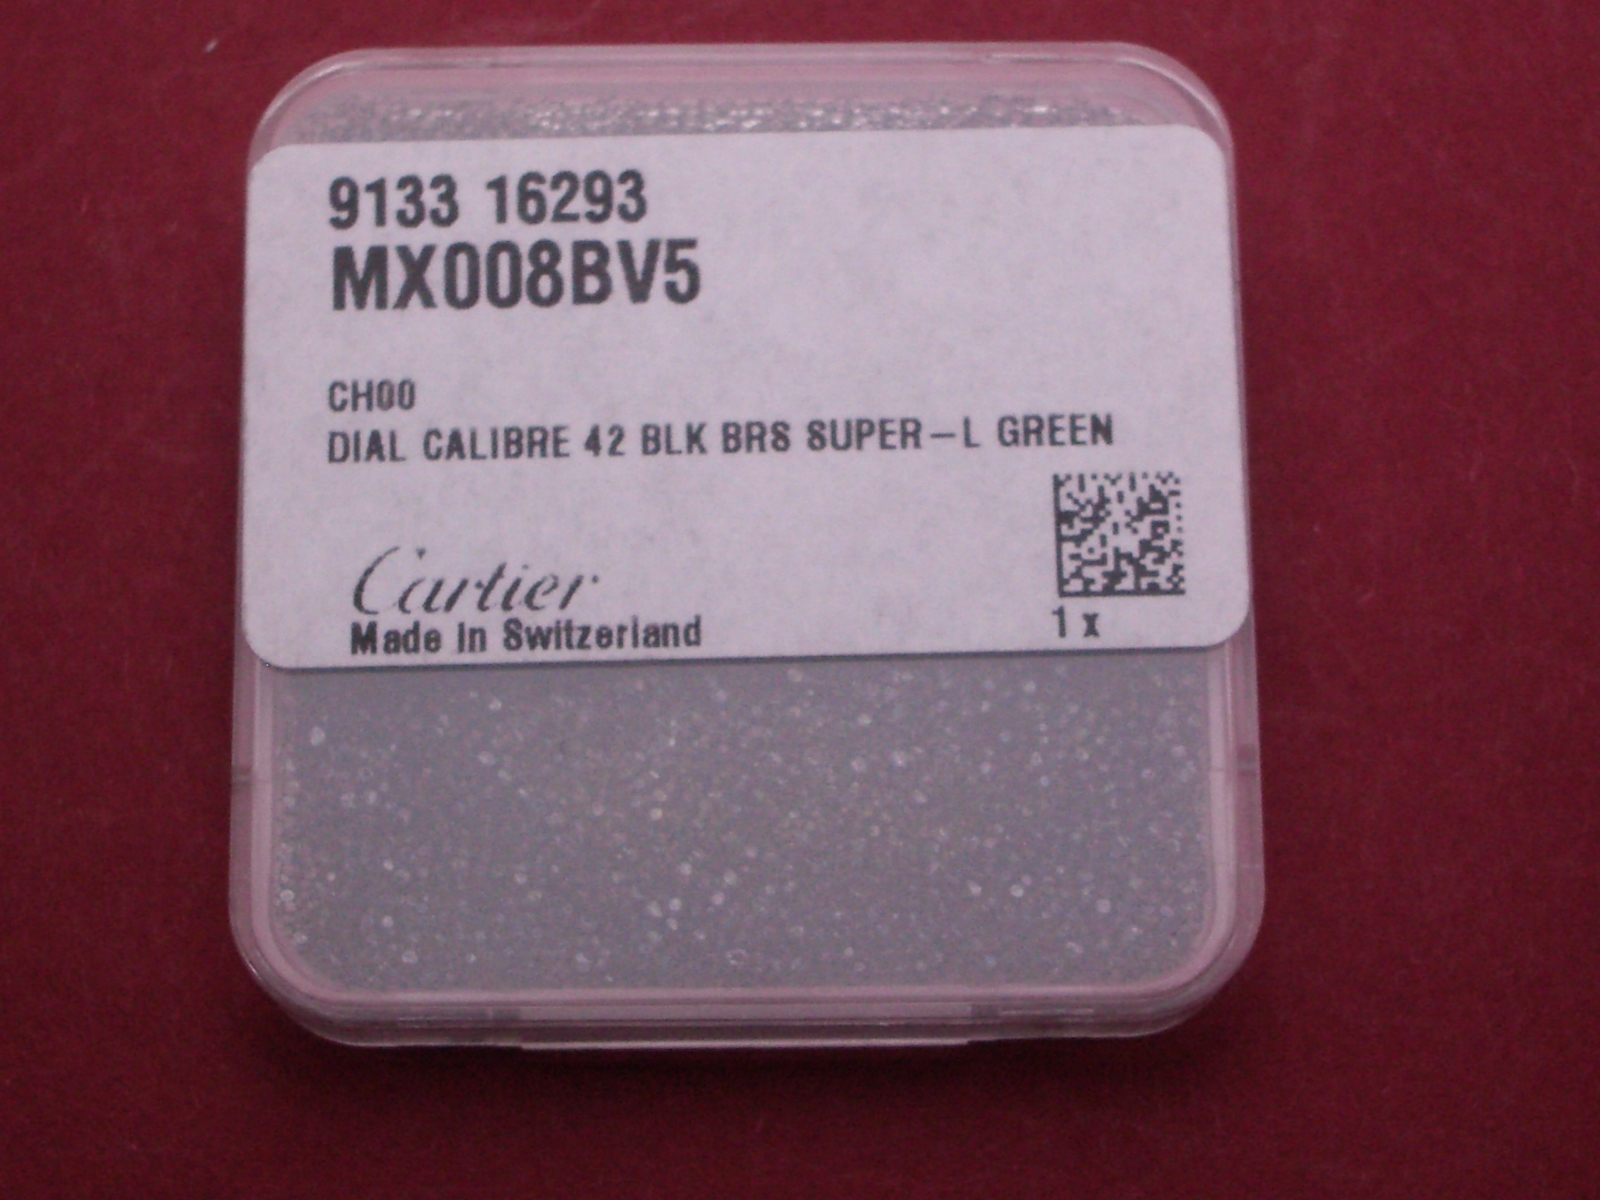 9133 16293
MX008BV5
CH00
DIAL CALIBRE 42 BLK BRS SUPER-L GREEN
Cartier
Made in Switzerland
1 x